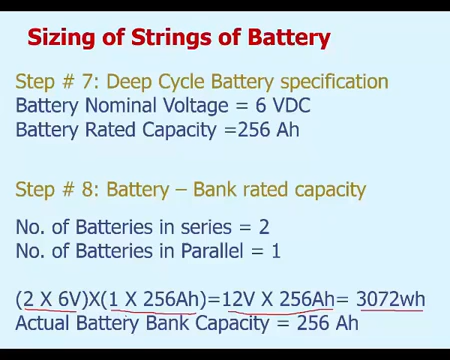 Sizing of Strings of Battery
Step # 7: Deep Cycle Battery specification
Battery Nominal Voltage = 6 VDC
Battery Rated Capacity =256 Ah
Step # 8: Battery – Bank rated capacity
No. of Batteries in series = 2
No. of Batteries in Parallel = 1
(2 X 6V)X(1 X 256Ah)=12V X 256Ah= 3072wh
Actual Battery Bank Capacity = 256 Ah